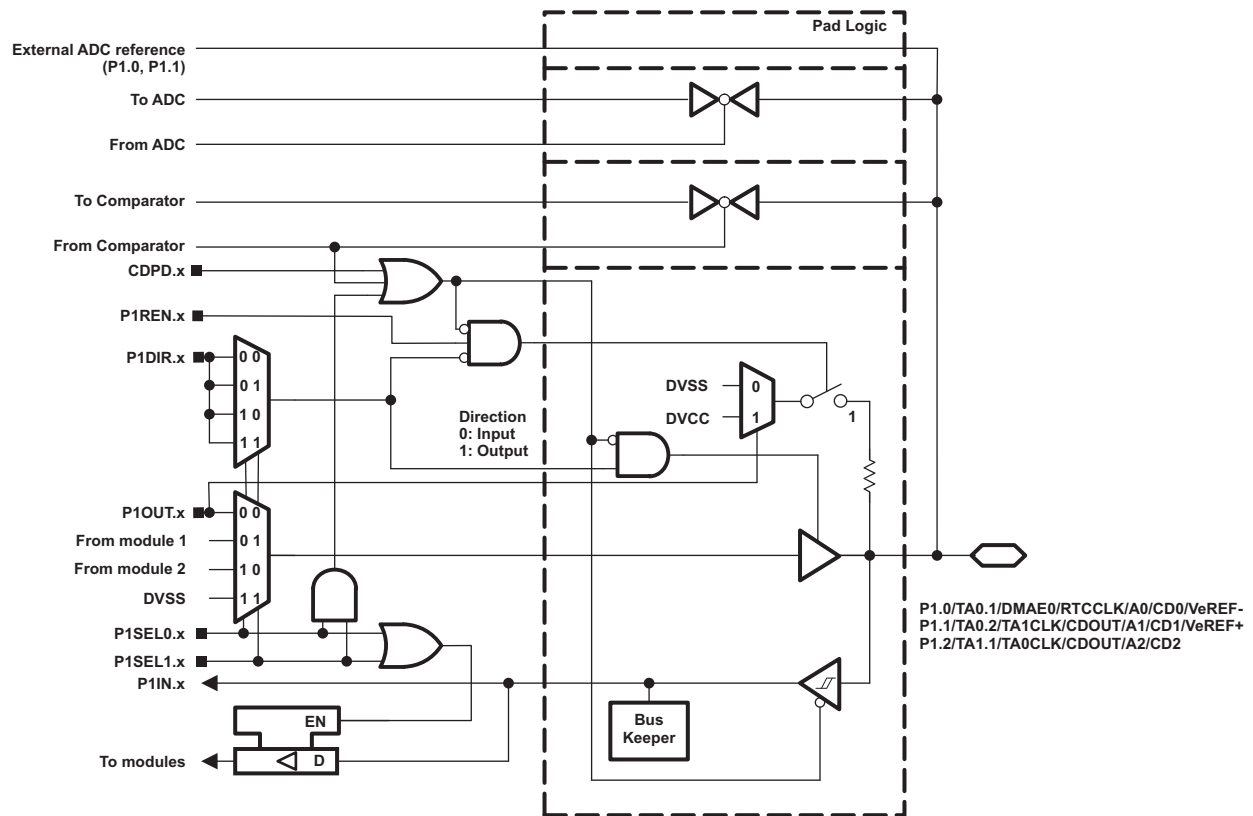 Pad Logic
External ADC reference
(P1.0, P1.1)
To ADC
From ADC
To Comparator
From Comparator
CDPD.x
P1REN.x
P1DIR.x
0 0
0 1
1 0
1 1
Direction
0: Input
1: Output
DVSS
0
DVCC
1
1
P1OUT.x
0 0
From module 1
0 1
From module 2
1 0
DVSS
1 1
P1SEL0.x
P1SEL1.x
P1IN.x
EN
D
To modules
Bus
Keeper
P1.0/TA0.1/DMAE0/RTCCLK/A0/CD0/VeREF-
P1.1/TA0.2/TA1CLK/CDOUT/A1/CD1/VeREF+
P1.2/TA1.1/TA0CLK/CDOUT/A2/CD2